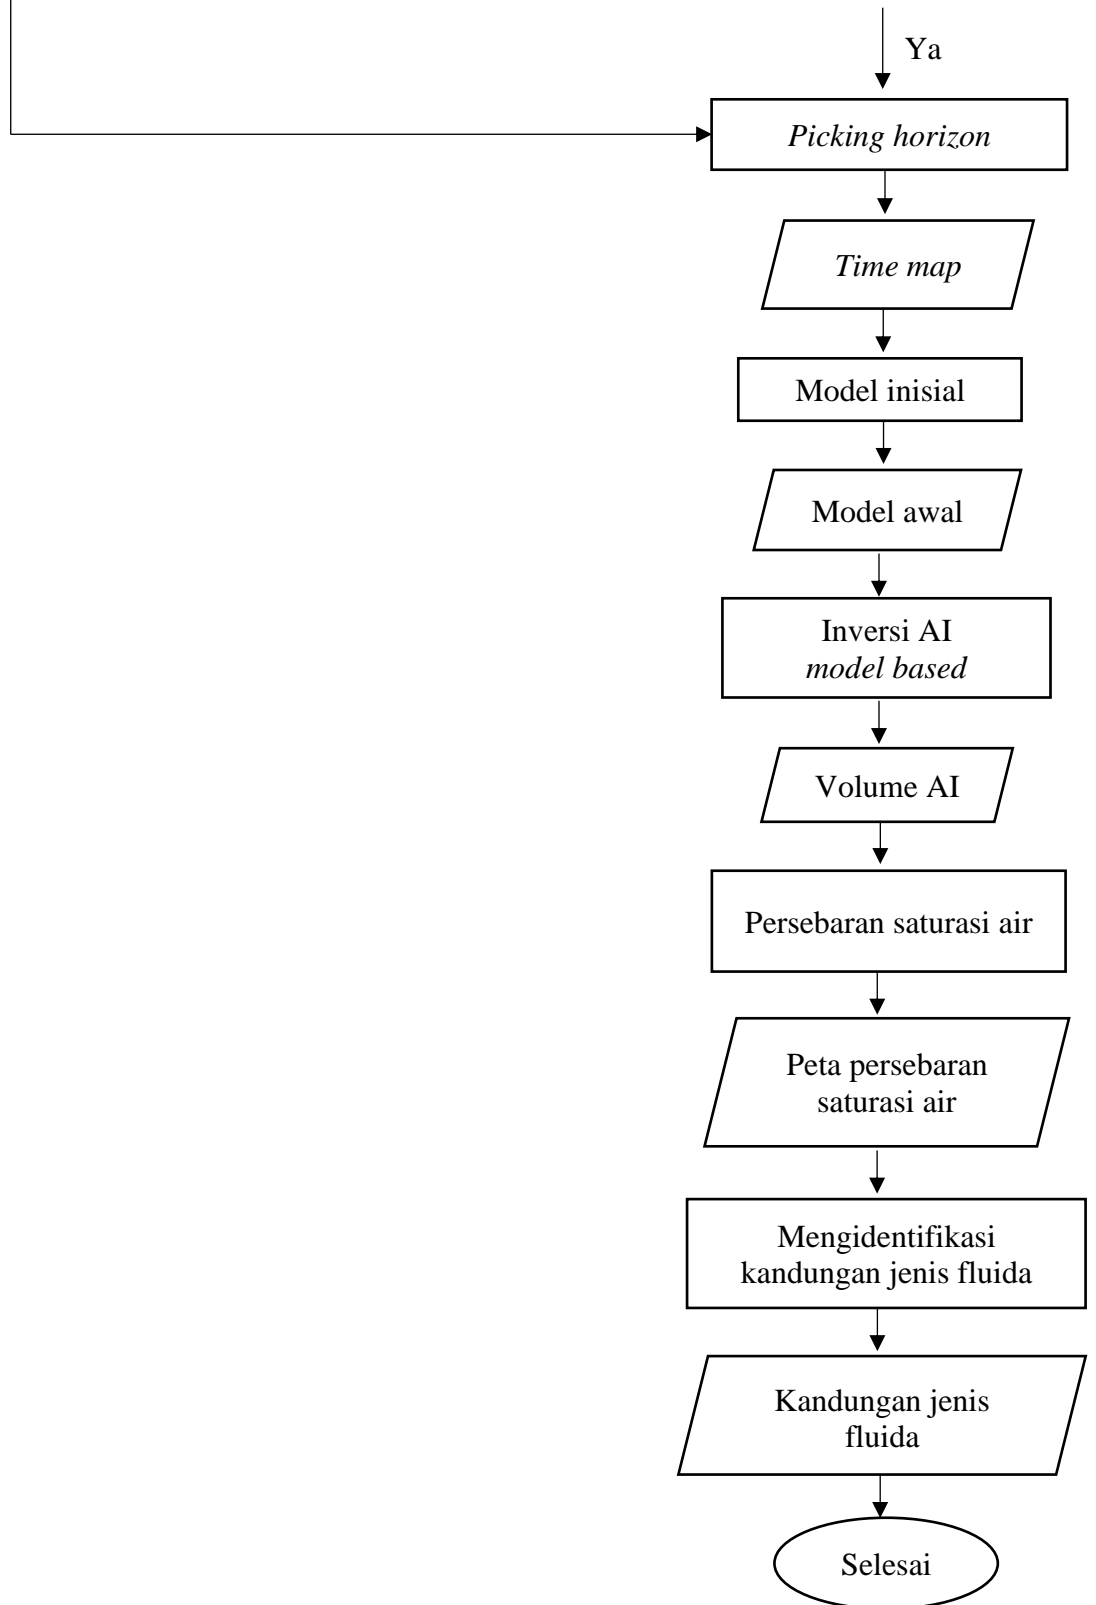 Ya
Picking horizon
Time map
Model inisial
Model awal
Inversi AI
model based
Volume AI
Persebaran saturasi air
Peta persebaran
saturasi air
Mengidentifikasi
kandungan jenis fluida
Kandungan jenis
fluida
Selesai